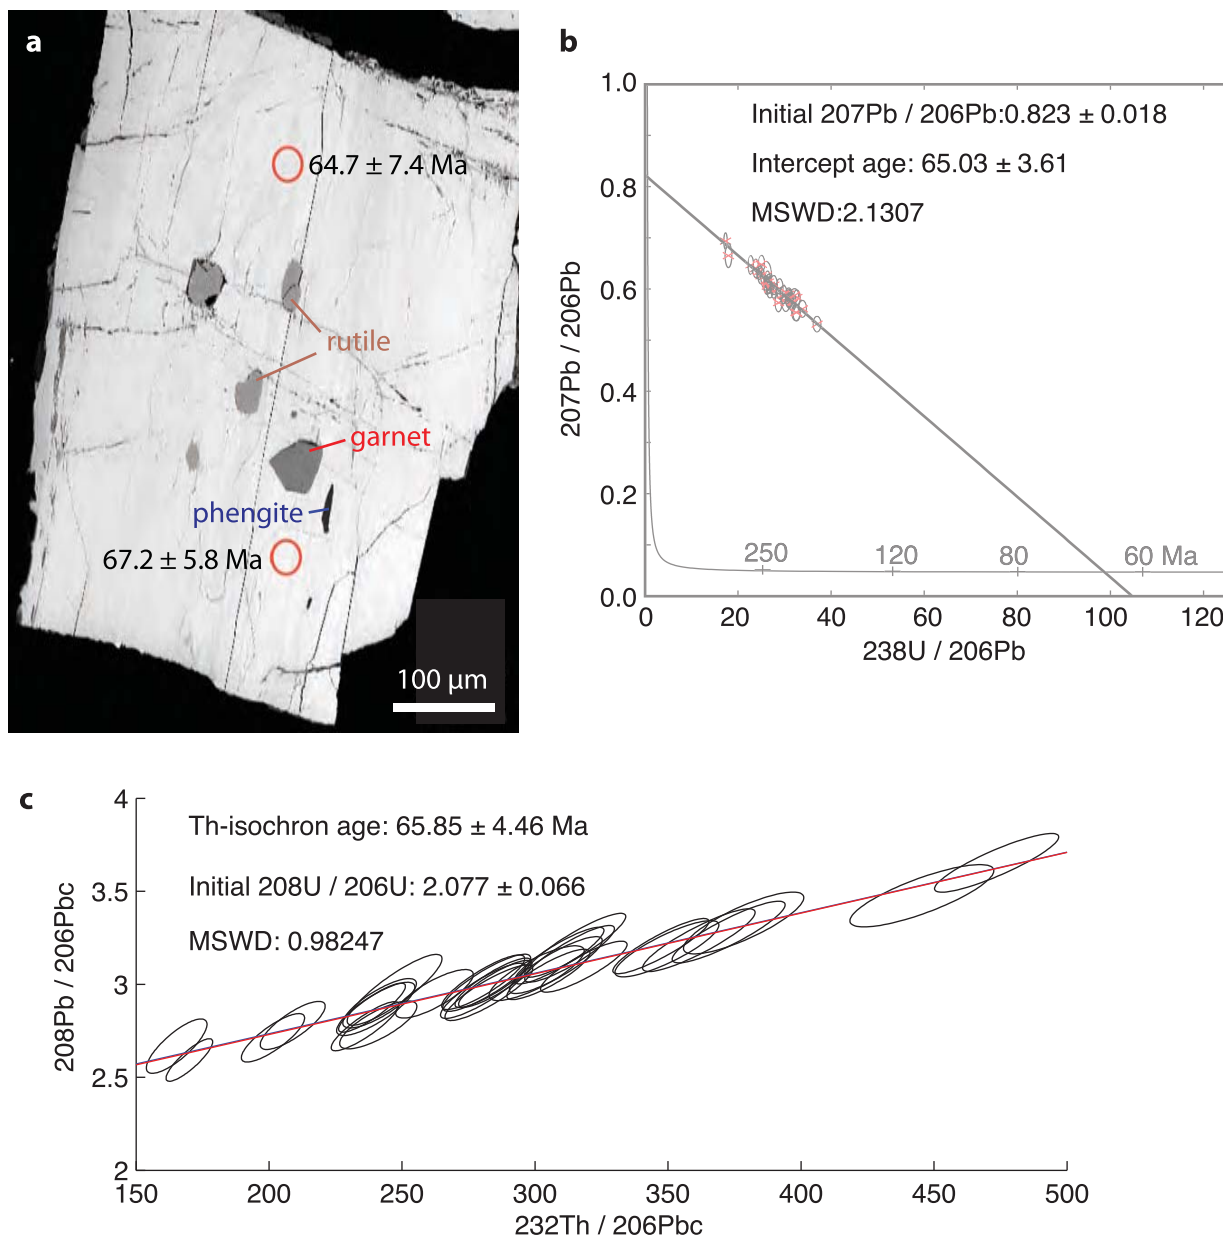 a
64.7 ± 7.4 Ma
rutile
garnet
phengite
67.2 ± 5.8 Ma
100 µm
b
1.0
0.8
0.6
0.4
0.2
0.0
207Pb / 206Pb
Initial 207Pb / 206Pb:0.823 ± 0.018
Intercept age: 65.03 ± 3.61
MSWD:2.1307
250 120 80 60 Ma
0 20 40 60 80 100 120
238U / 206Pb
c
4
3.5
3
2.5
2
208Pb / 206Pbc
Th-isochron age: 65.85 ± 4.46 Ma
Initial 208U / 206U: 2.077 ± 0.066
MSWD: 0.98247
150 200 250 300 350 400 450 500
232Th / 206Pbc